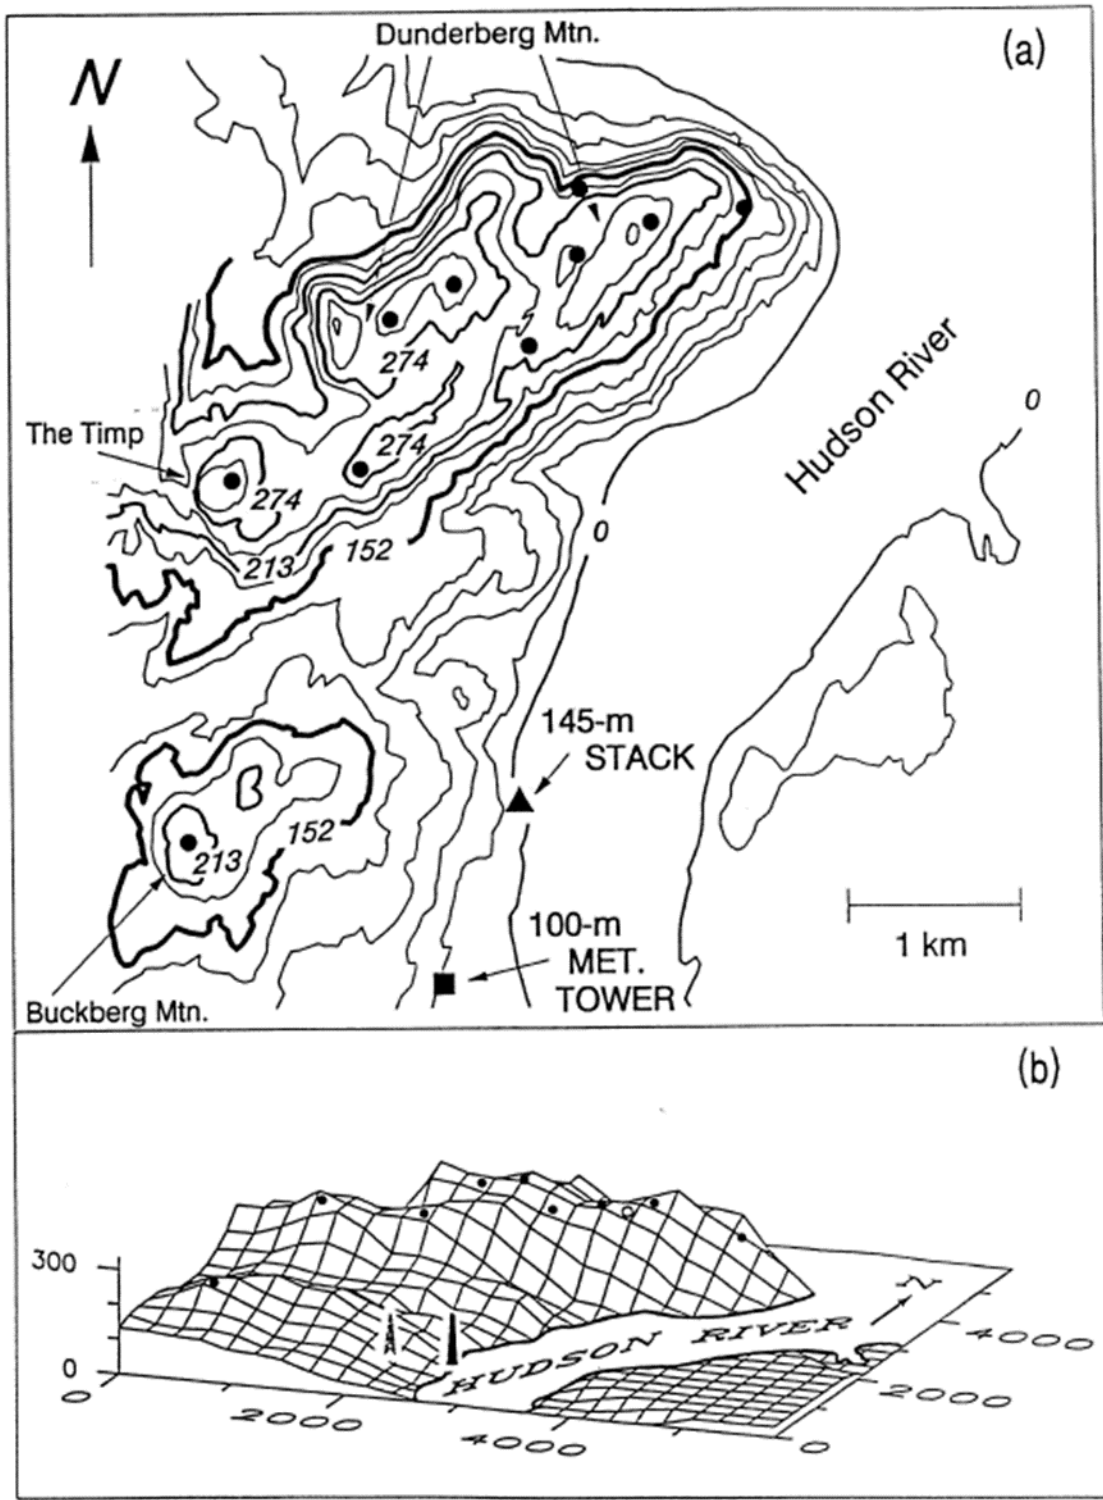 Dunderberg Mtn.
(a)
N
274
Hudson River
0
274
The Timp
274
0
152
213
145-m
STACK
152
213
100-m
MET.
TOWER
1 km
Buckberg Mtn.
(b)
300
0
N
HUDSON RIVER
4000
2000
0
0
2000
4000